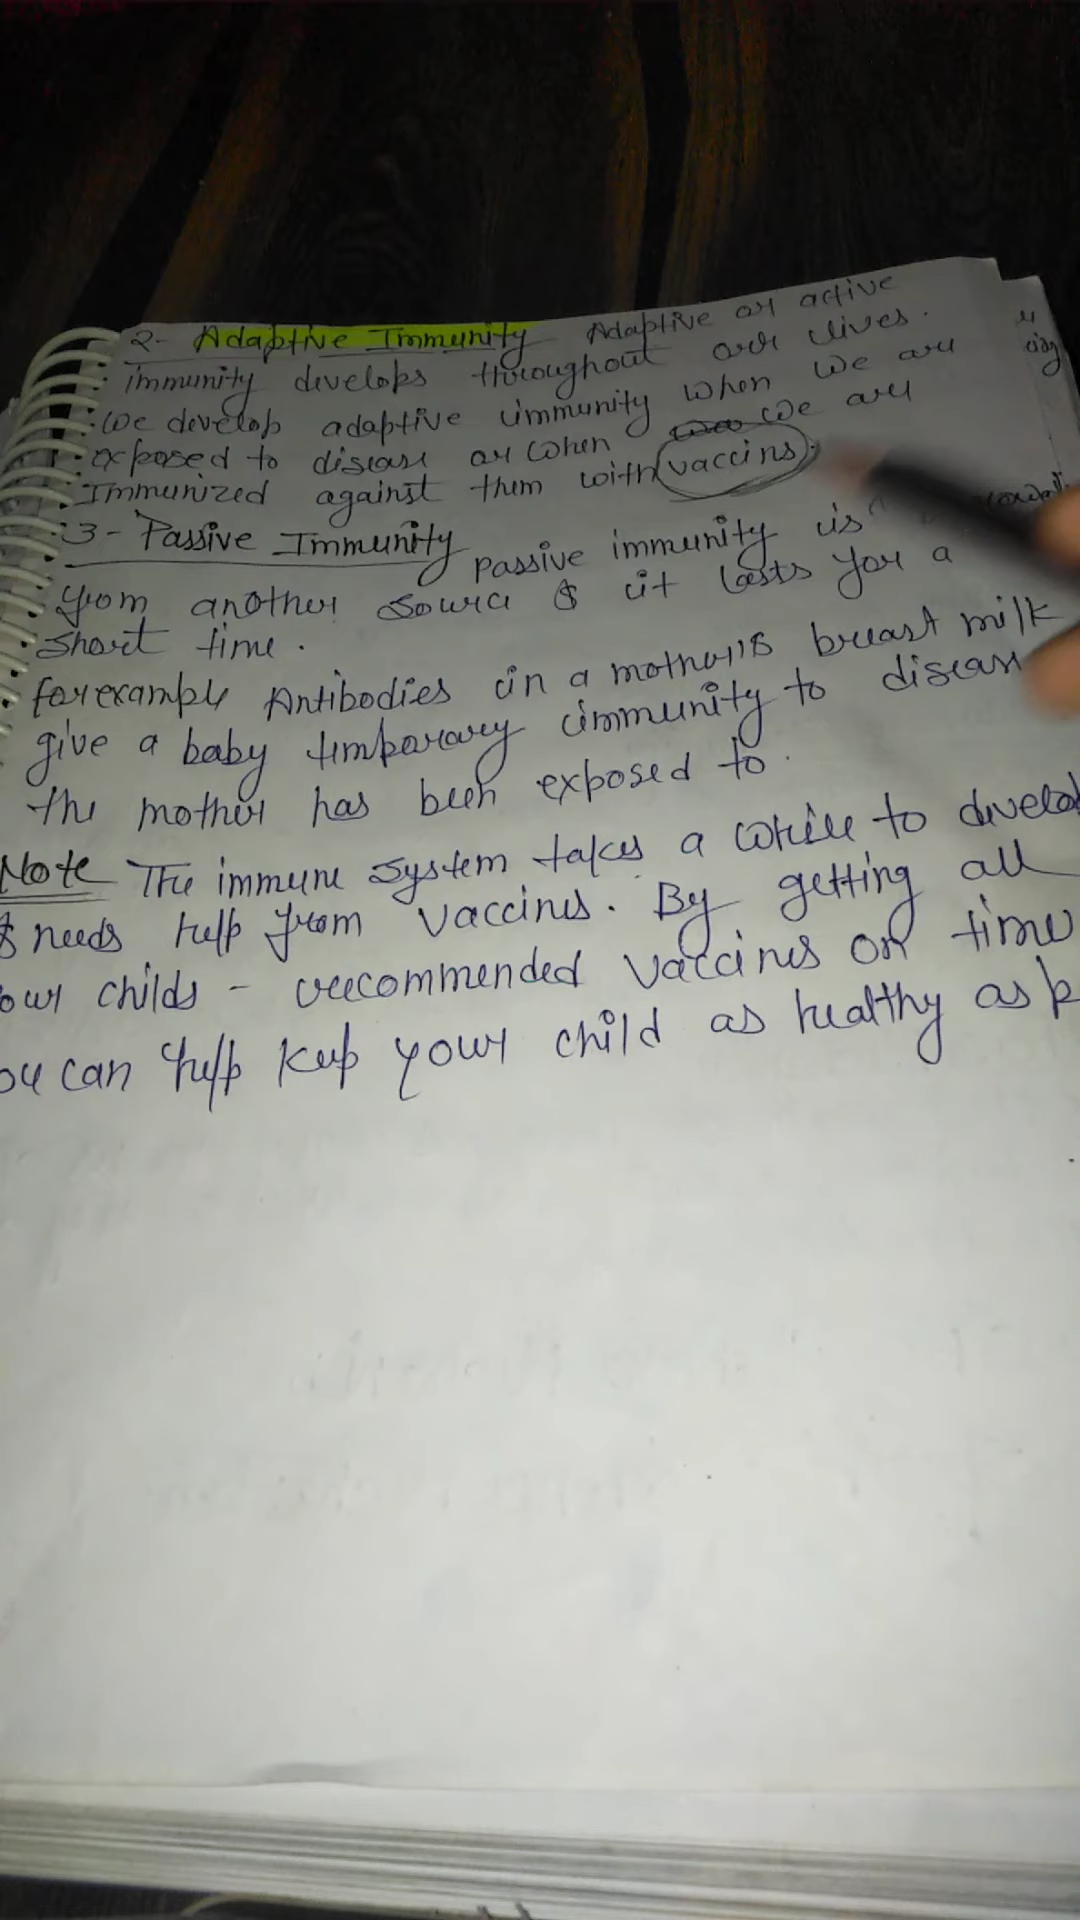 2- Adaptive Immunity Adaptive or active
immunity develops throughout our lives.
We develop adaptive immunity when we are
exposed to disease or when we are
Immunized against them with vaccins.
3- Passive Immunity passive immunity is
from another source & it lasts for a
short time.
for example Antibodies in a mother's breast milk
give a baby temporary immunity to disease
the mother has been exposed to.
Note The immune system takes a while to develop
& needs help from vaccines. By getting all
our childs - recommended vaccines on time
ou can help keep your child as healthy as